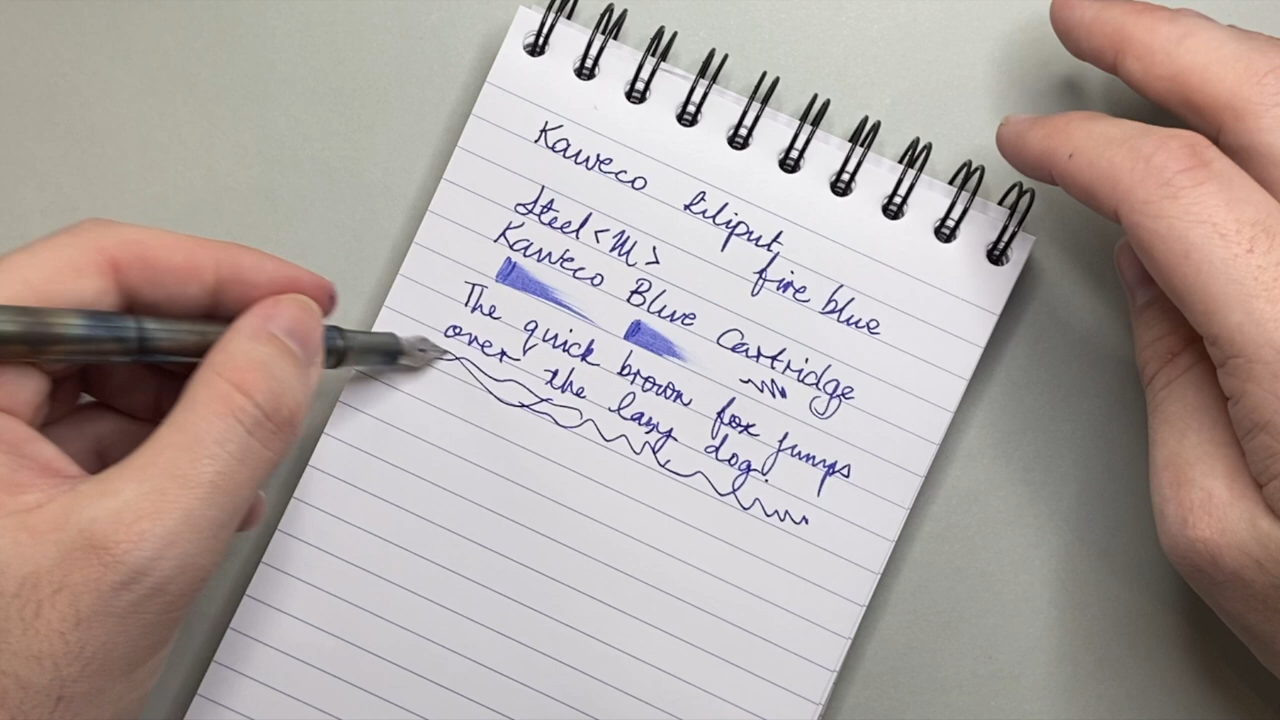 Kaweco Liliput,
fire blue
Steel <M>
Kaweco Blue Cartridge
The quick brown fox jumps
over the lazy dog.